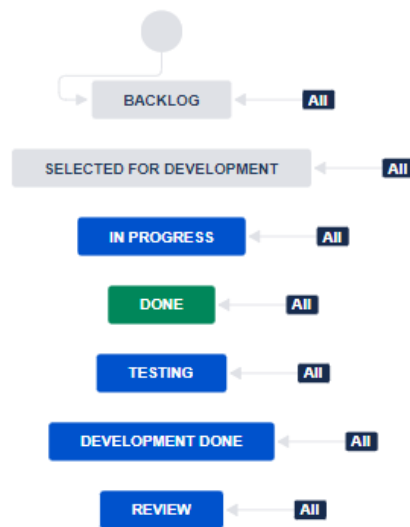 BACKLOG All
SELECTED FOR DEVELOPMENT All
IN PROGRESS All
DONE All
TESTING All
DEVELOPMENT DONE All
REVIEW All